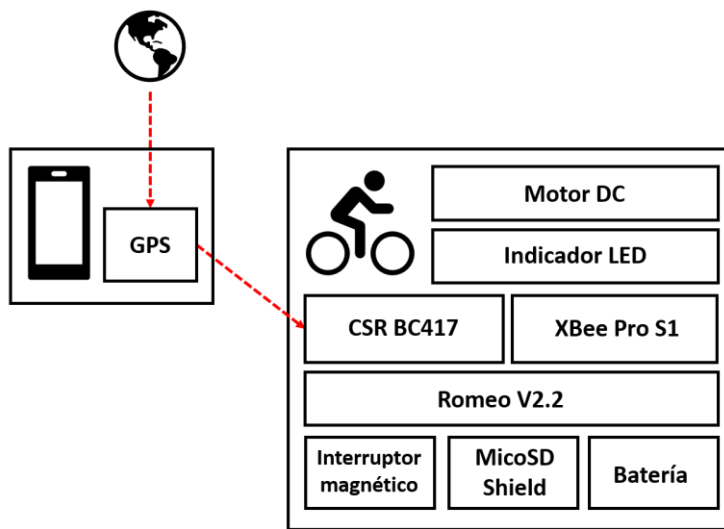 GPS
Motor DC
Indicador LED
CSR BC417
XBee Pro S1
Romeo V2.2
Interruptor
magnético
MicoSD
Shield
Batería